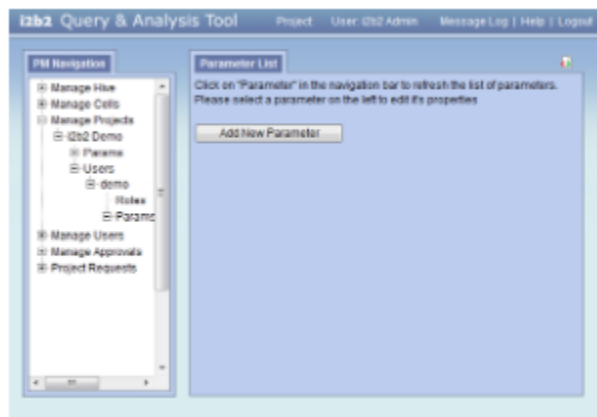 i2b2 Query & Analysis Tool
Project: User: i2b2 Admin Message Log | Help | Logout
PM Navigation
Manage Hive
Manage Cells
Manage Projects
i2b2 Demo
Params
Users
demo
Roles
Params
Manage Users
Manage Approvals
Project Requests
Parameter List
Click on "Parameter" in the navigation bar to refresh the list of parameters.
Please select a parameter on the left to edit it's properties
Add New Parameter